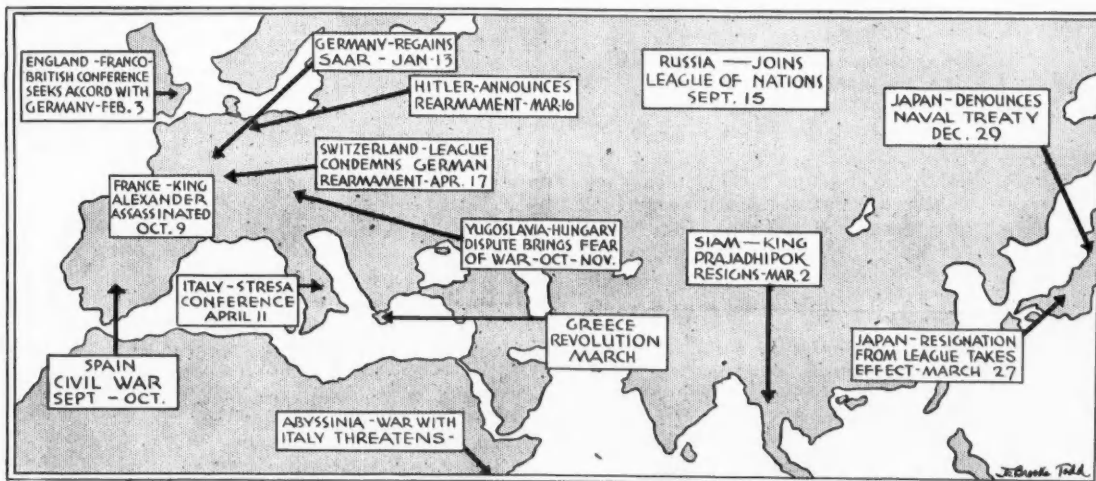 ENGLAND-FRANCO-
BRITISH CONFERENCE
SEEKS ACCORD WITH
GERMANY-FEB. 3
GERMANY-REGAINS
SAAR - JAN-13
HITLER-ANNOUNCES
REARMAMENT-MAR.16
SWITZERLAND-LEAGUE
CONDEMNS GERMAN
REARMAMENT-APR. 17
FRANCE-KING
ALEXANDER
ASSASSINATED
OCT. 9
YUGOSLAVIA-HUNGARY
DISPUTE BRINGS FEAR
OF WAR-OCT-NOV.
ITALY-STRESA
CONFERENCE
APRIL 11
SPAIN
CIVIL WAR
SEPT - OCT.
GREECE
REVOLUTION
MARCH
ABYSSINIA-WAR WITH
ITALY THREATENS-
RUSSIA — JOINS
LEAGUE OF NATIONS
SEPT. 15
SIAM — KING
PRAJADHIPOK
RESIGNS-MAR. 2
JAPAN-DENOUNCES
NAVAL TREATY
DEC. 29
JAPAN-RESIGNATION
FROM LEAGUE TAKES
EFFECT-MARCH 27
Brooke Todd